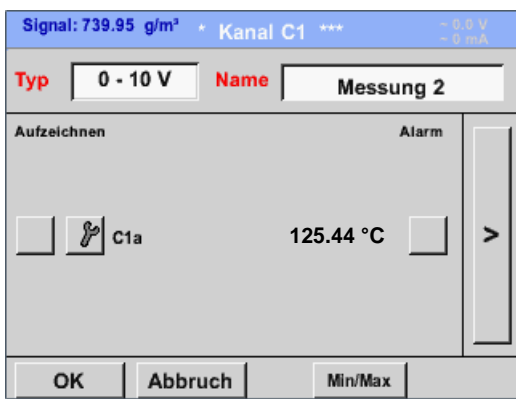 Signal: 739.95 g/m³ * Kanal C1 *** ~ 0.0 V
~ 0 mA
Typ 0 - 10 V Name Messung 2
Aufzeichnen Alarm
C1a 125.44 °C >
OK Abbruch Min/Max